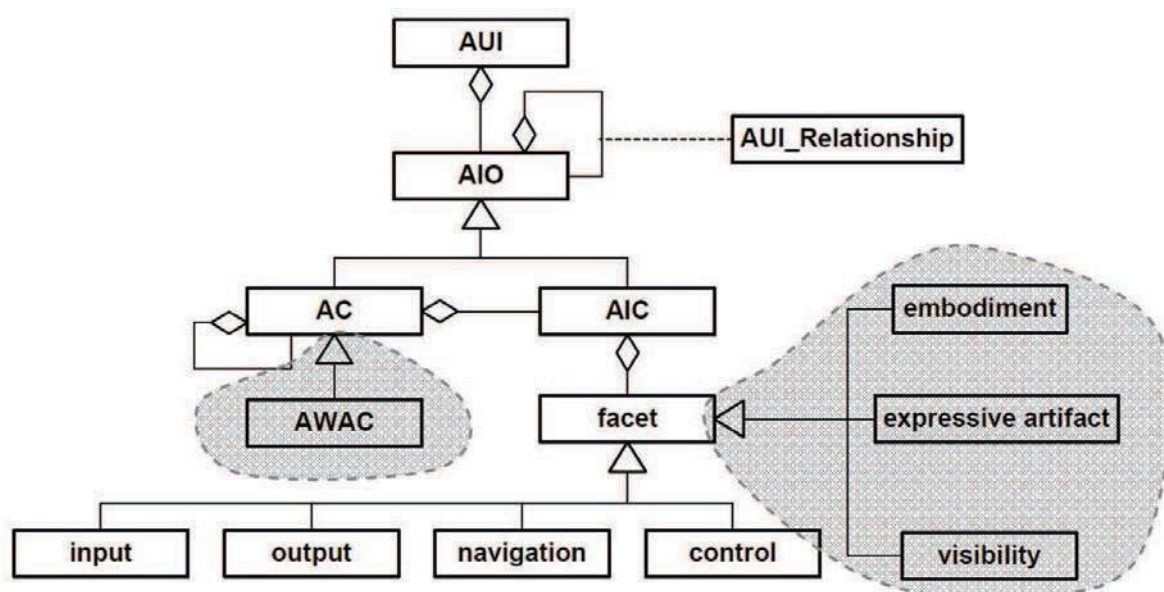 AUI
AUI_Relationship
AIO
AC
AIC
embodiment
AWAC
facet
expressive artifact
input
output
navigation
control
visibility